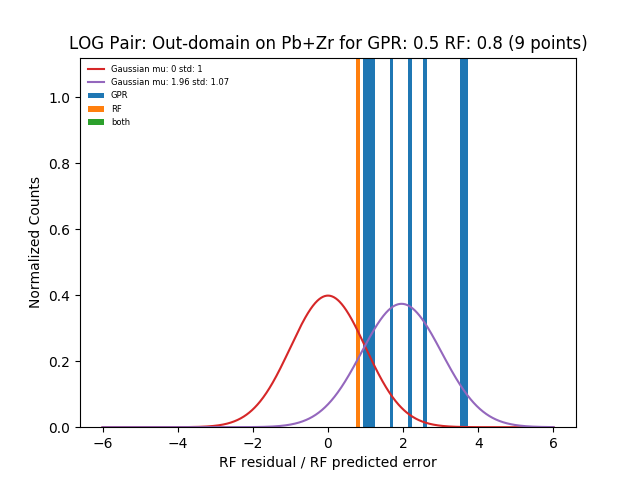 LOG Pair: Out-domain on Pb+Zr for GPR: 0.5 RF: 0.8 (9 points)
Gaussian mu: 0 std: 1
Gaussian mu: 1.96 std: 1.07
GPR
RF
both
1.0
0.8
0.6
0.4
0.2
0.0
Normalized Counts
−6 −4 −2 0 2 4 6
RF residual / RF predicted error